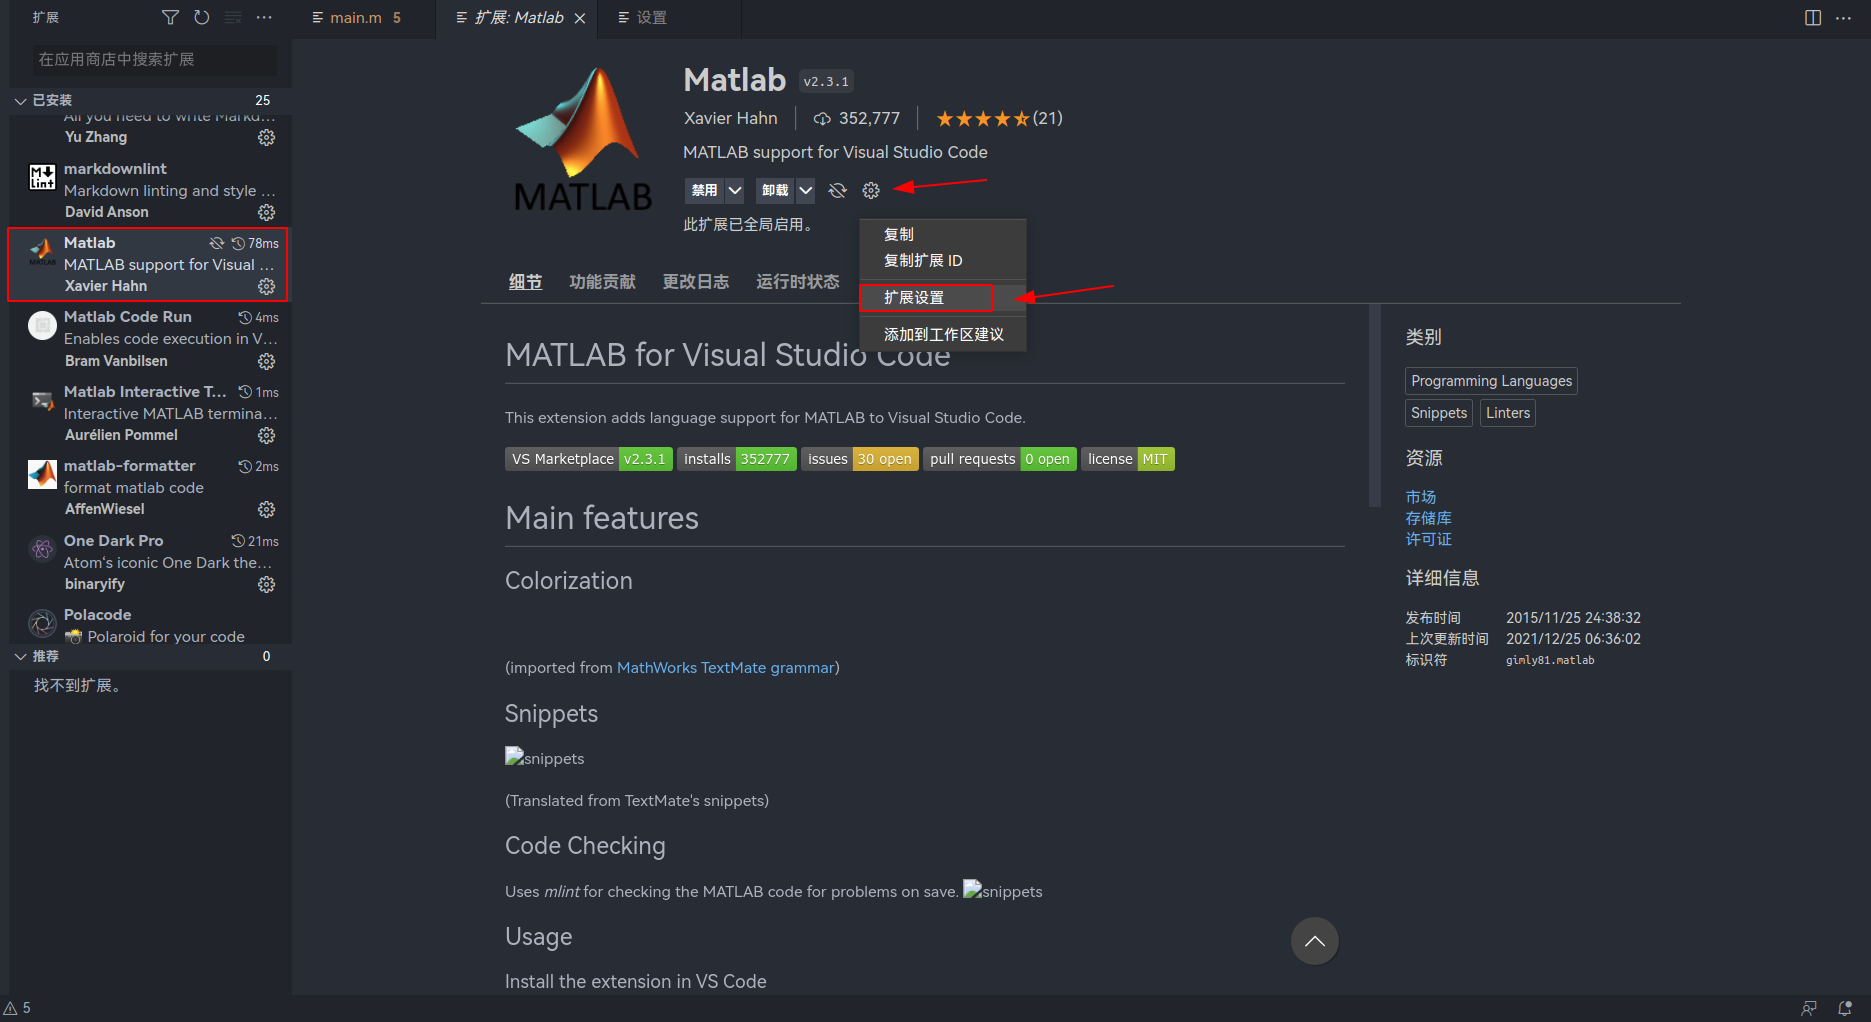 扩展
main.m 5
扩展: Matlab
设置
在应用商店中搜索扩展
已安装 25
All you need to write Markd...
Yu Zhang
markdownlint
Markdown linting and style ...
David Anson
Matlab 78ms
MATLAB support for Visual ...
Xavier Hahn
Matlab Code Run 4ms
Enables code execution in V...
Bram Vanbilsen
Matlab Interactive T... 1ms
Interactive MATLAB termina...
Aurélien Pommel
matlab-formatter 2ms
format matlab code
AffenWiesel
One Dark Pro 21ms
Atom's iconic One Dark the...
binaryify
Polacode
Polaroid for your code
推荐 0
找不到扩展。
MATLAB
Matlab v2.3.1
Xavier Hahn 352,777 (21)
MATLAB support for Visual Studio Code
禁用 卸载
此扩展已全局启用。
复制
复制扩展 ID
扩展设置
添加到工作区建议
细节 功能贡献 更改日志 运行时状态
MATLAB for Visual Studio Code
This extension adds language support for MATLAB to Visual Studio Code.
VS Marketplace v2.3.1 installs 352777 issues 30 open pull requests 0 open license MIT
Main features
Colorization
(imported from MathWorks TextMate grammar)
Snippets
snippets
(Translated from TextMate's snippets)
Code Checking
Uses mlint for checking the MATLAB code for problems on save. snippets
Usage
Install the extension in VS Code
类别
Programming Languages
Snippets Linters
资源
市场
存储库
许可证
详细信息
发布时间 2015/11/25 24:38:32
上次更新时间 2021/12/25 06:36:02
标识符 gimly81.matlab
5